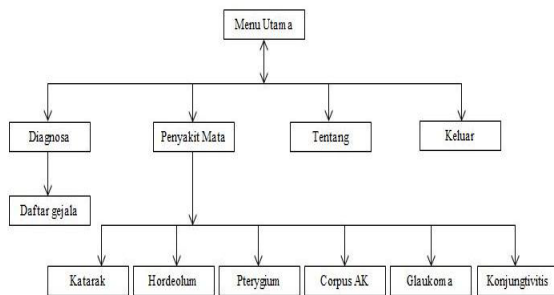 Menu Utama
Diagnosa
Penyakit Mata
Tentang
Keluar
Daftar gejala
Katarak
Hordeolum
Pterygium
Corpus AK
Glaukoma
Konjungtivitis